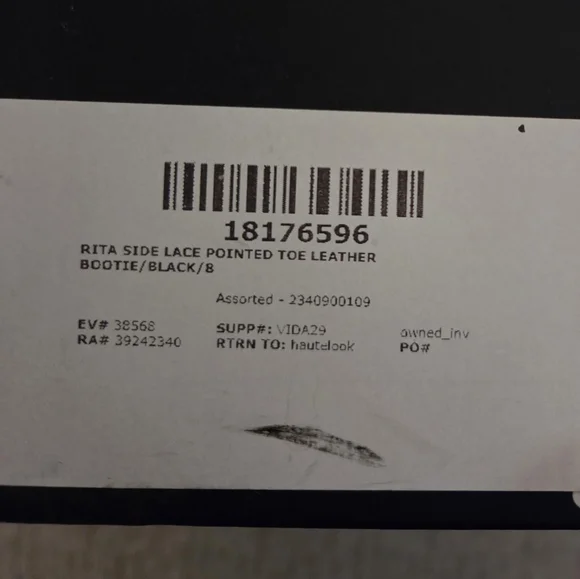 18176596
RITA SIDE LACE POINTED TOE LEATHER
BOOTIE/BLACK/8
Assorted - 2340900109
EV# 38568 SUPP#: VIDA29 owned_inv
RA# 39242340 RTRN TO: hautelook PO#